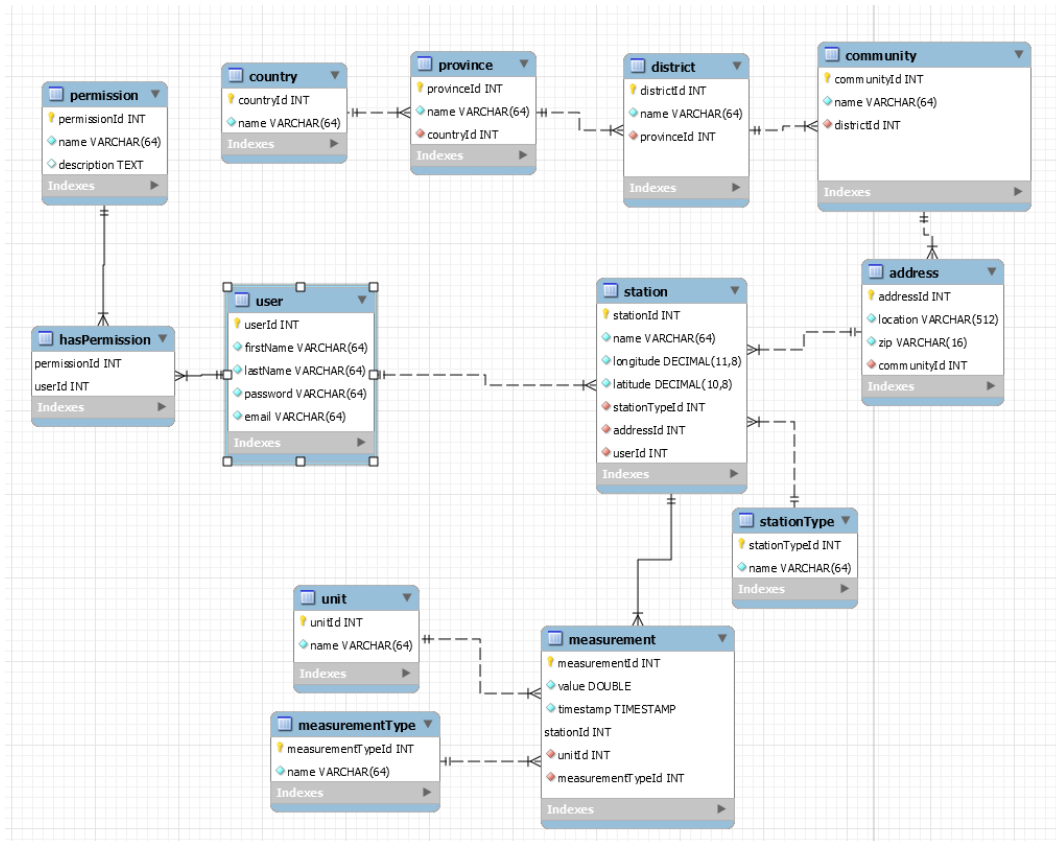 permission
permissionId INT
name VARCHAR(64)
description TEXT
Indexes
country
countryId INT
name VARCHAR(64)
Indexes
province
provinceId INT
name VARCHAR(64)
countryId INT
Indexes
district
districtId INT
name VARCHAR(64)
provinceId INT
Indexes
community
communityId INT
name VARCHAR(64)
districtId INT
Indexes
hasPermission
permissionId INT
userId INT
Indexes
user
userId INT
firstName VARCHAR(64)
lastName VARCHAR(64)
password VARCHAR(64)
email VARCHAR(64)
Indexes
station
stationId INT
name VARCHAR(64)
longitude DECIMAL(11,8)
latitude DECIMAL(10,8)
stationTypeId INT
addressId INT
userId INT
Indexes
address
addressId INT
location VARCHAR(512)
zip VARCHAR(16)
communityId INT
Indexes
stationType
stationTypeId INT
name VARCHAR(64)
Indexes
unit
unitId INT
name VARCHAR(64)
Indexes
measurementType
measurementTypeId INT
name VARCHAR(64)
Indexes
measurement
measurementId INT
value DOUBLE
timestamp TIMESTAMP
stationId INT
unitId INT
measurementTypeId INT
Indexes